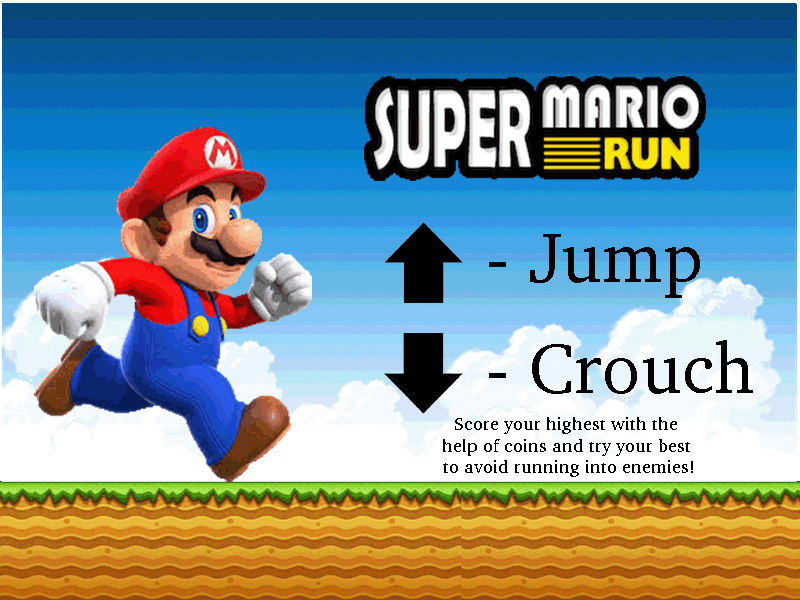 SUPER MARIO
RUN
M
- Jump
- Crouch
Score your highest with the
help of coins and try your best
to avoid running into enemies!